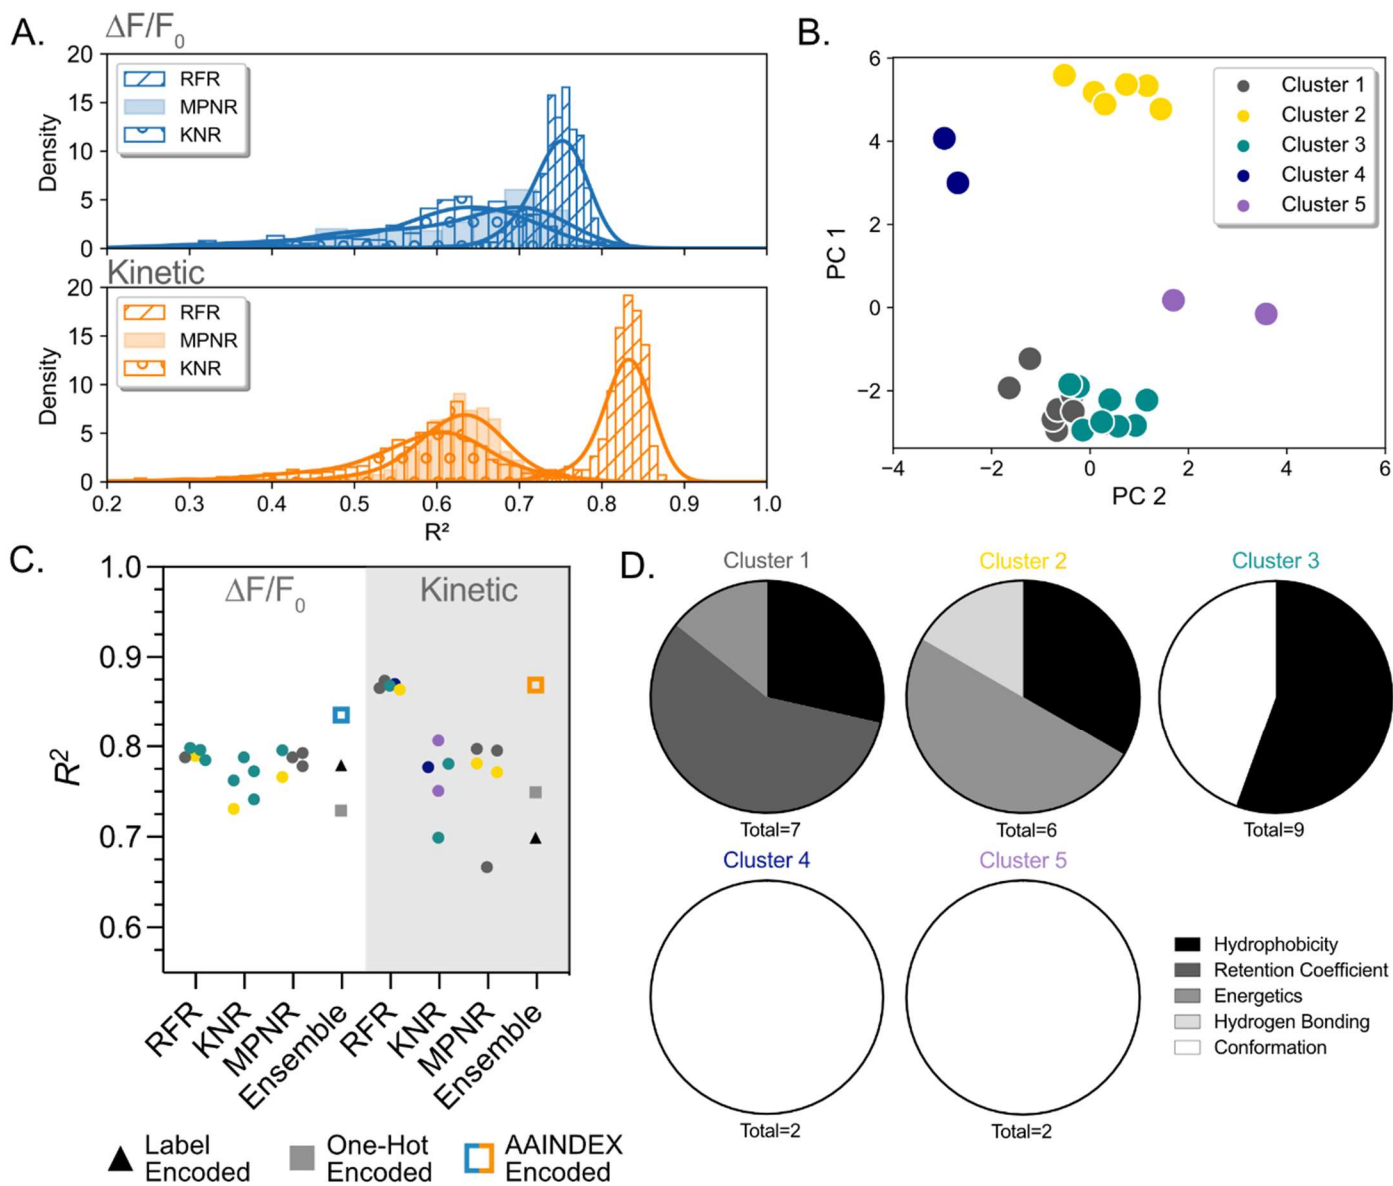 A.
ΔF/F0
20
15
10
5
0
Density
RFR
MPNR
KNR
Kinetic
20
15
10
5
0
Density
RFR
MPNR
KNR
0.2 0.3 0.4 0.5 0.6 0.7 0.8 0.9 1.0
R²
B.
6
4
2
0
−2
PC 1
Cluster 1
Cluster 2
Cluster 3
Cluster 4
Cluster 5
−4 −2 0 2 4 6
PC 2
C.
1.0
0.9
0.8
0.7
0.6
R²
ΔF/F0
Kinetic
RFR
KNR
MPNR
Ensemble
RFR
KNR
MPNR
Ensemble
Label
Encoded
One-Hot
Encoded
AAINDEX
Encoded
D.
Cluster 1
Total=7
Cluster 2
Total=6
Cluster 3
Total=9
Cluster 4
Total=2
Cluster 5
Total=2
Hydrophobicity
Retention Coefficient
Energetics
Hydrogen Bonding
Conformation